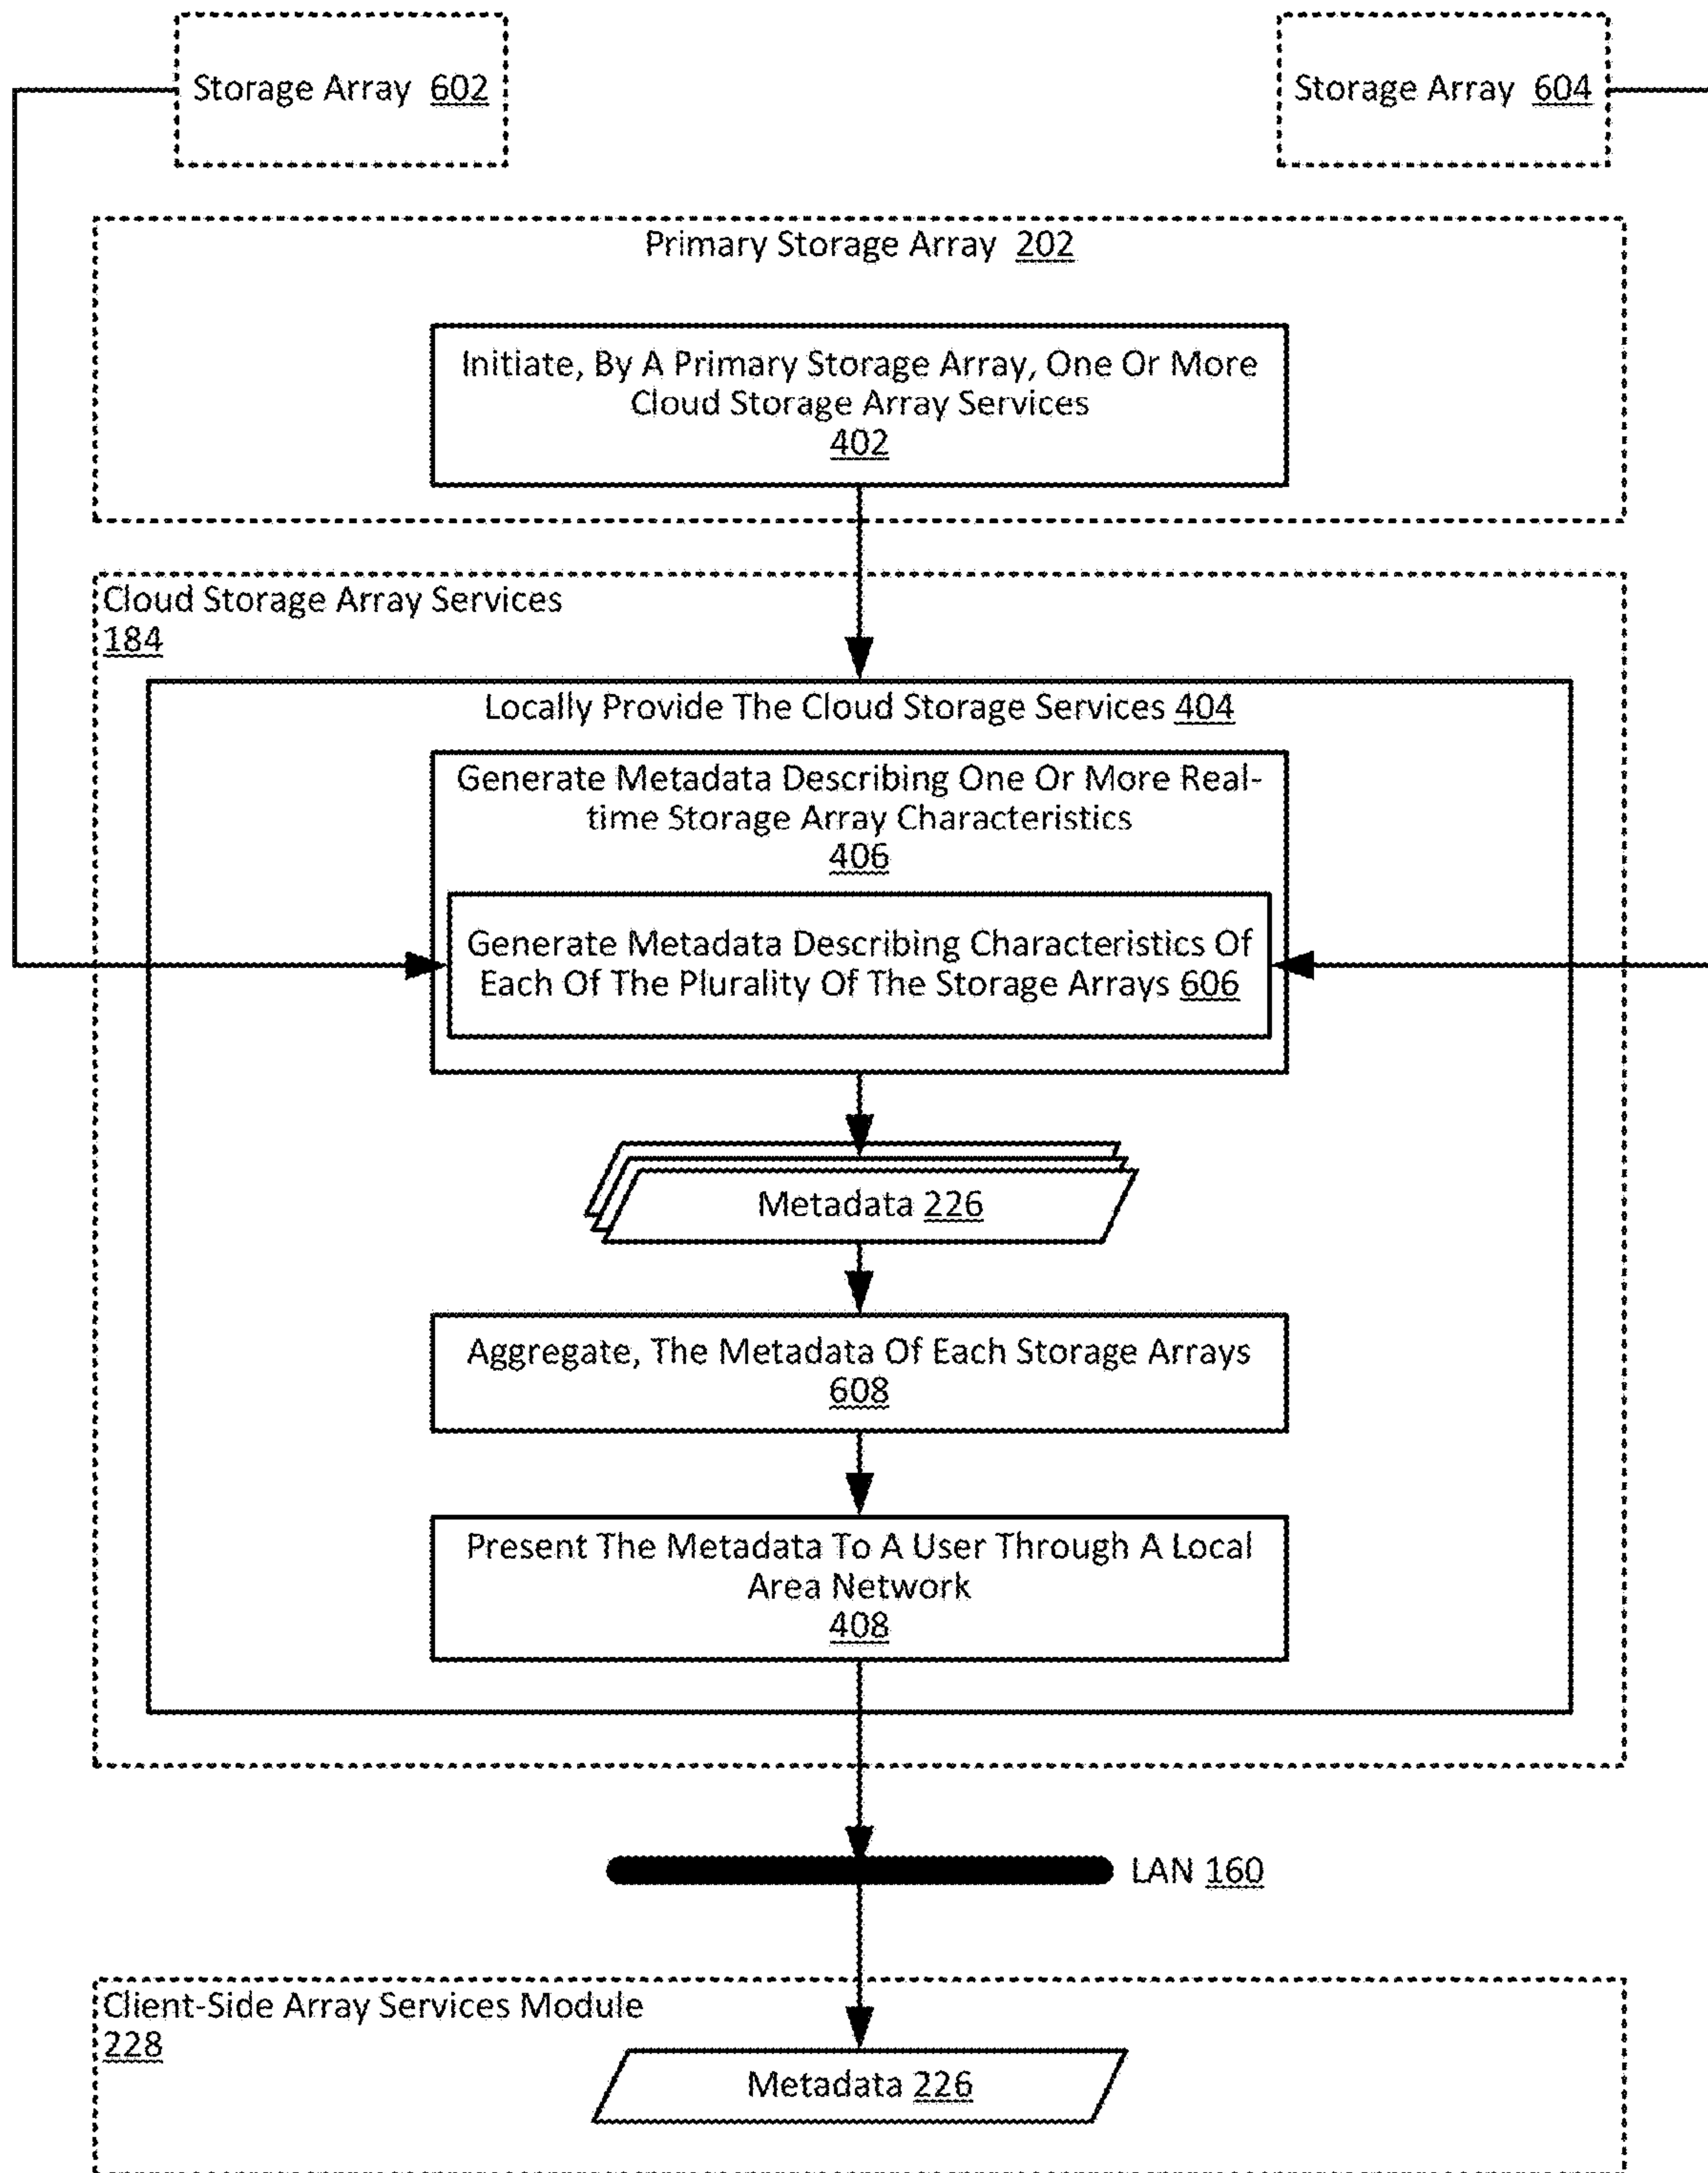 Storage Array 602
Storage Array 604
Primary Storage Array 202
Initiate, By A Primary Storage Array, One Or More
Cloud Storage Array Services
402
Cloud Storage Array Services
184
Locally Provide The Cloud Storage Services 404
Generate Metadata Describing One Or More Real-
time Storage Array Characteristics
406
Generate Metadata Describing Characteristics Of
Each Of The Plurality Of The Storage Arrays 606
Metadata 226
Aggregate, The Metadata Of Each Storage Arrays
608
Present The Metadata To A User Through A Local
Area Network
408
LAN 160
Client-Side Array Services Module
228
Metadata 226